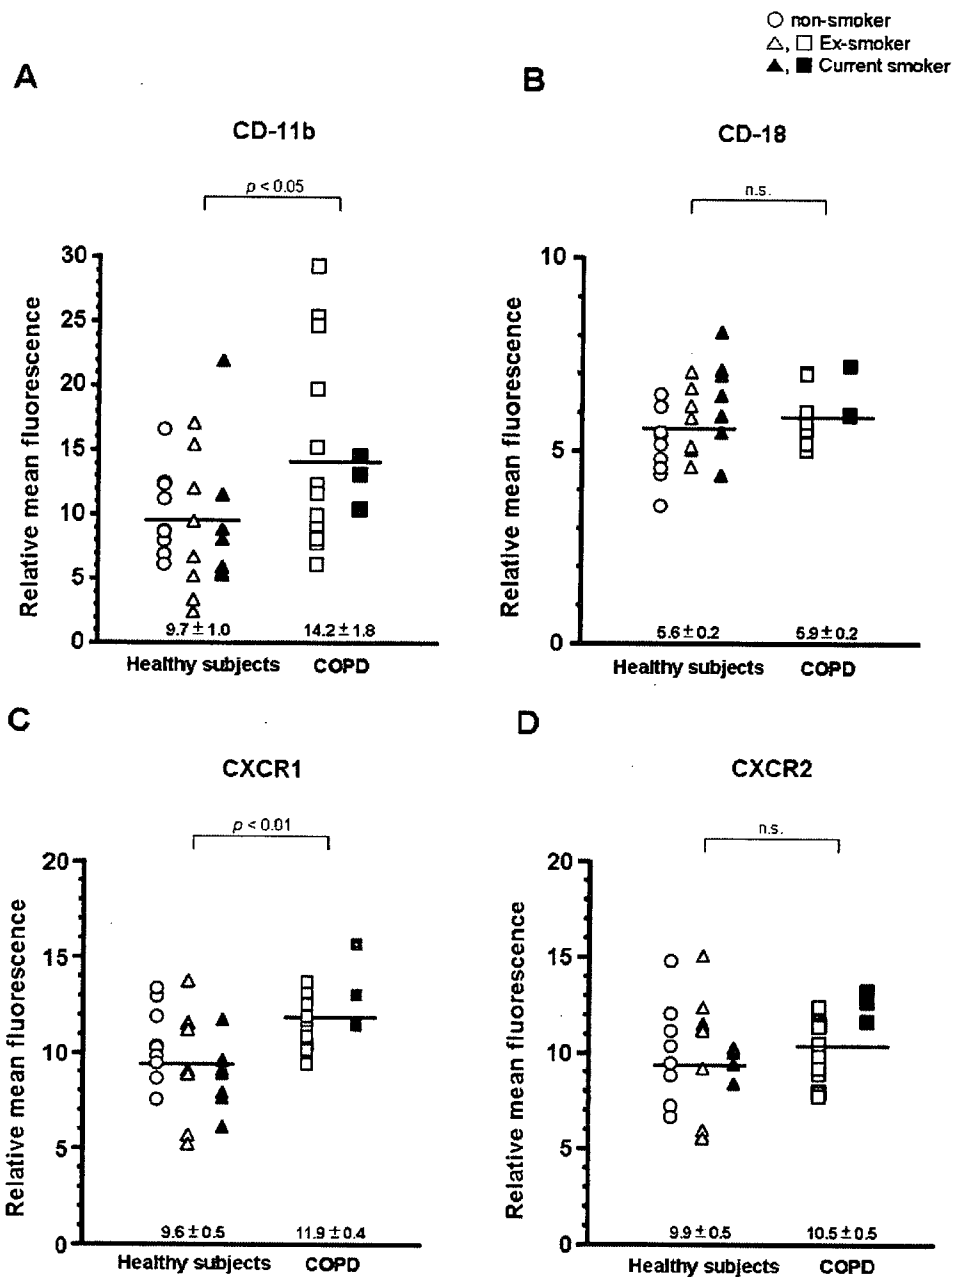 non-smoker
, Ex-smoker
, Current smoker
A
B
CD-11b
CD-18
p < 0.05
n.s.
30
25
20
15
10
5
0
Relative mean fluorescence
9.7 ± 1.0
14.2 ± 1.8
Healthy subjects
COPD
10
5
0
Relative mean fluorescence
5.6 ± 0.2
5.9 ± 0.2
Healthy subjects
COPD
C
D
CXCR1
CXCR2
p < 0.01
n.s.
20
15
10
5
0
Relative mean fluorescence
9.6 ± 0.5
11.9 ± 0.4
Healthy subjects
COPD
20
15
10
5
0
Relative mean fluorescence
9.9 ± 0.5
10.5 ± 0.5
Healthy subjects
COPD